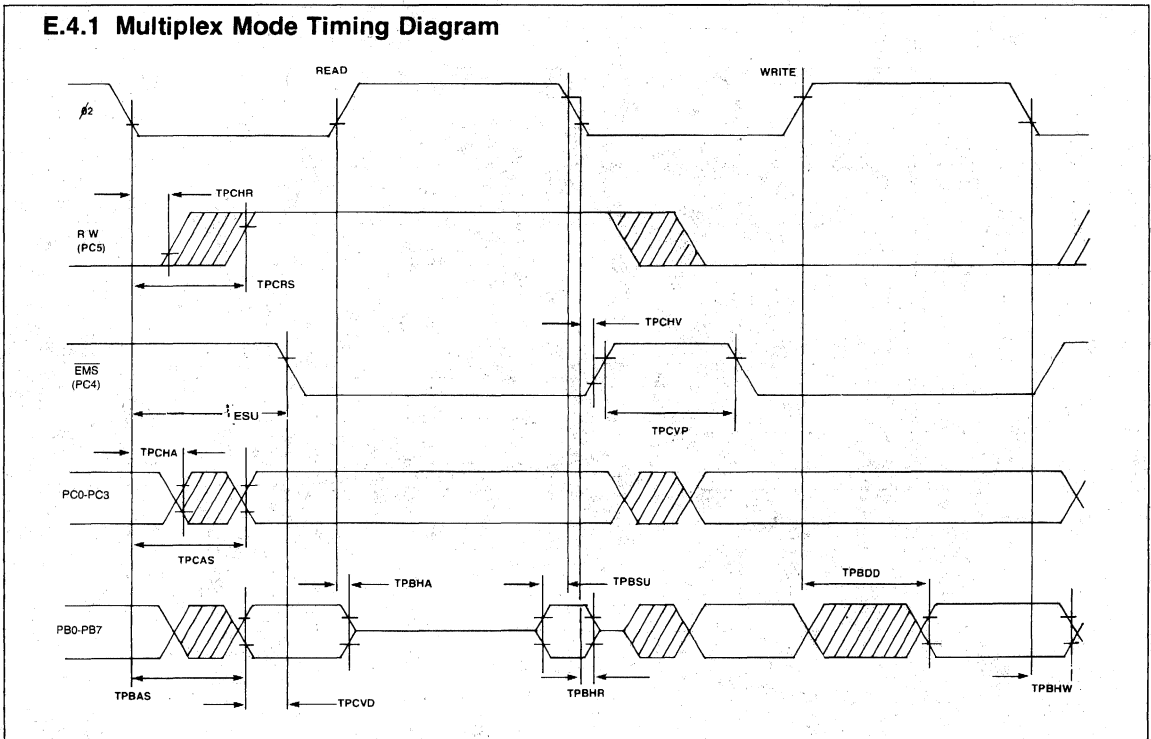 E.4.1 Multiplex Mode Timing Diagram
READ
WRITE
ø2
TPCHR
R W
(PC5)
TPCRS
TPCHV
EMS
(PC4)
ESU
TPCVP
TPCHA
PC0-PC3
TPCAS
TPBHA
TPBSU
TPBDD
PB0-PB7
TPBAS
TPCVD
TPBHR
TPBHW